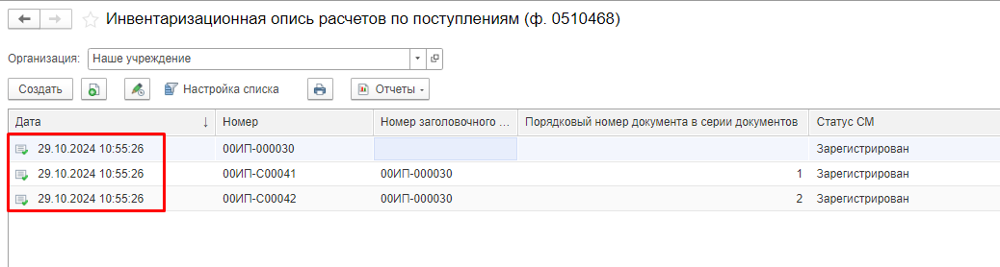 Инвентаризационная опись расчетов по поступлениям (ф. 0510468)
Организация: Наше учреждение
Создать Настройка списка Отчеты
Дата Номер Номер заголовочного ... Порядковый номер документа в серии документов Статус СМ
29.10.2024 10:55:26 00ИП-000030 Зарегистрирован
29.10.2024 10:55:26 00ИП-С00041 00ИП-000030 1 Зарегистрирован
29.10.2024 10:55:26 00ИП-С00042 00ИП-000030 2 Зарегистрирован